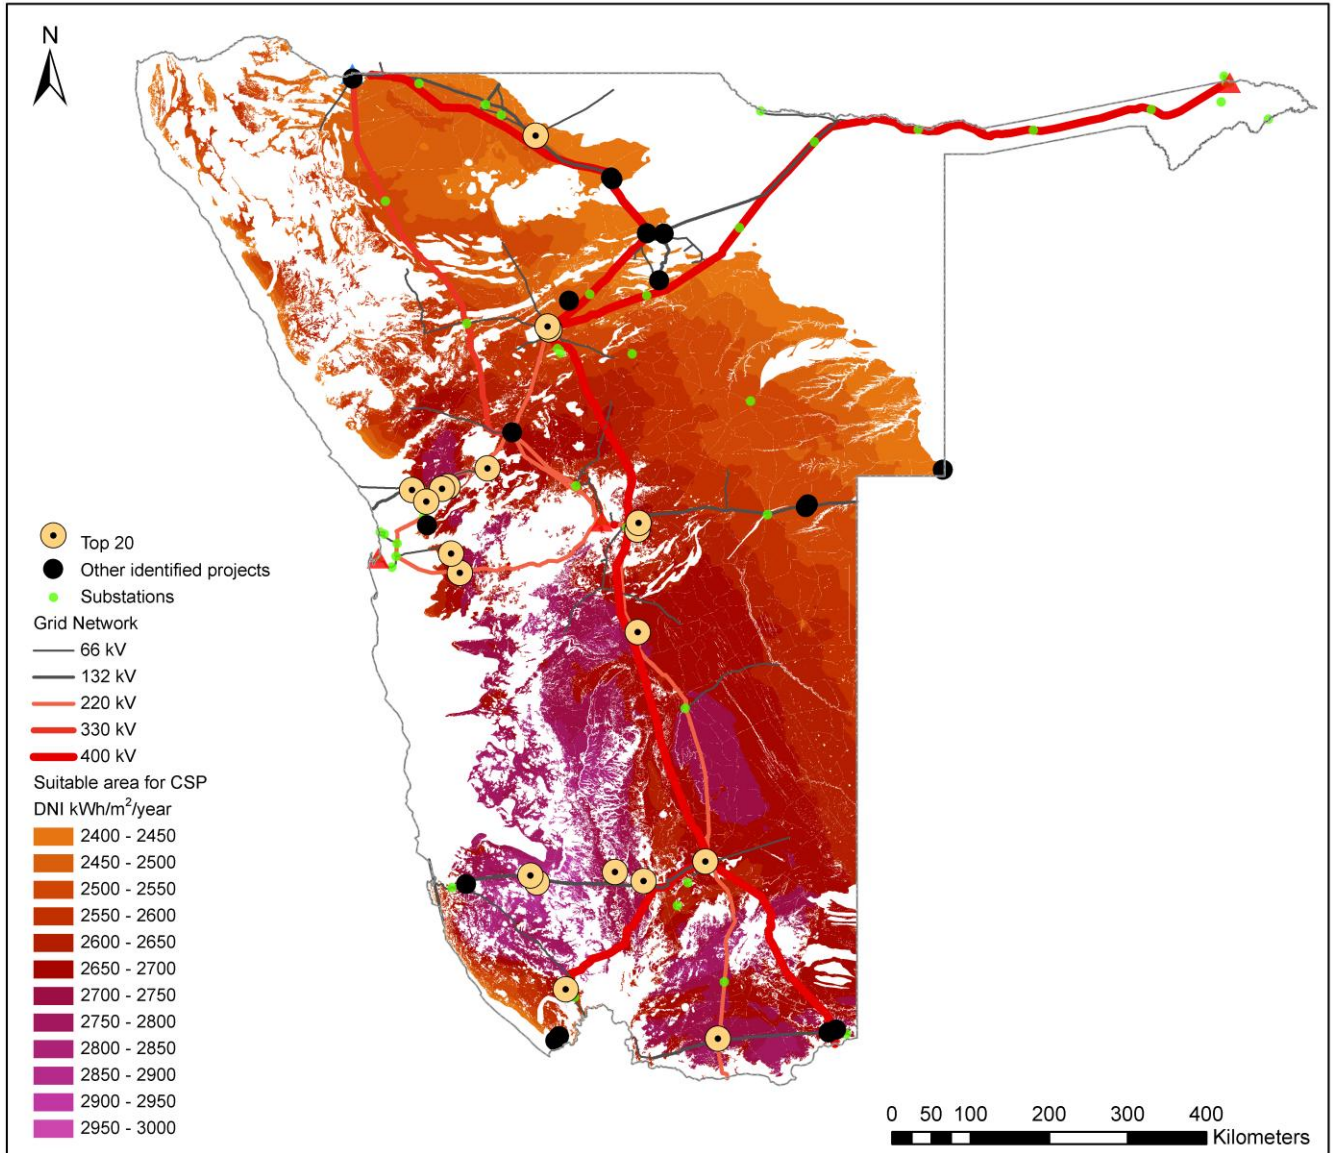 N
Top 20
Other identified projects
Substations
Grid Network
66 kV
132 kV
220 kV
330 kV
400 kV
Suitable area for CSP
DNI kWh/m²/year
2400 - 2450
2450 - 2500
2500 - 2550
2550 - 2600
2600 - 2650
2650 - 2700
2700 - 2750
2750 - 2800
2800 - 2850
2850 - 2900
2900 - 2950
2950 - 3000
0 50 100 200 300 400
Kilometers